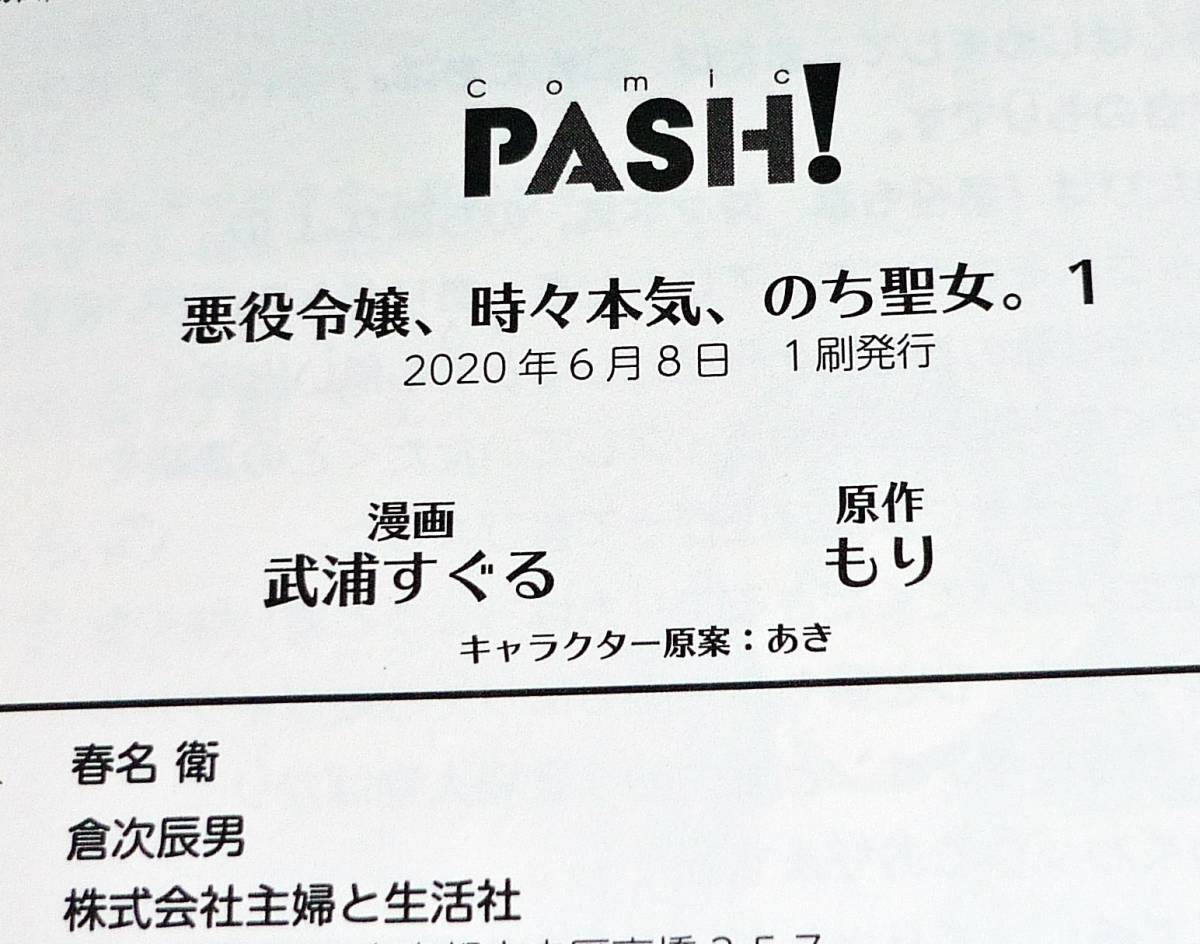 Comic
PASH!
悪役令嬢、時々本気、のち聖女。1
2020年6月8日 1刷発行
漫画
武浦すぐる
原作
もり
キャラクター原案：あき
春名 衛
倉次辰男
株式会社主婦と生活社